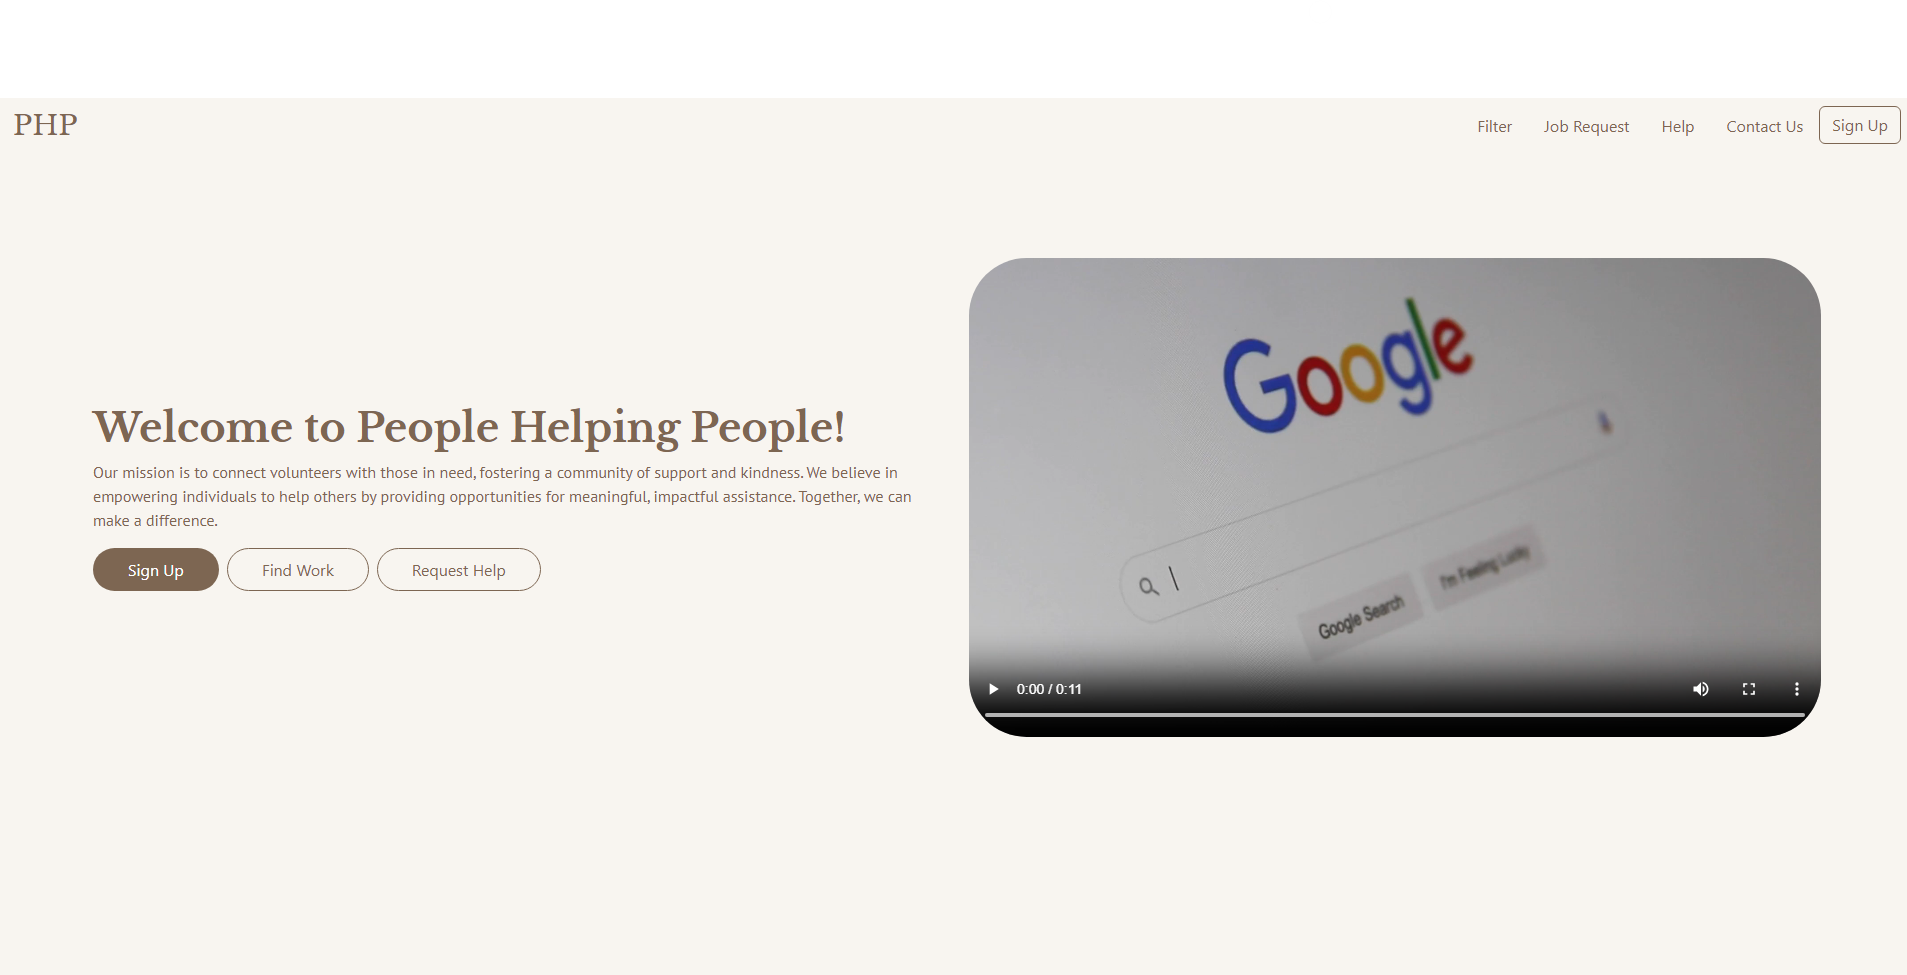 PHP
Filter
Job Request
Help
Contact Us
Sign Up
Welcome to People Helping People!
Our mission is to connect volunteers with those in need, fostering a community of support and kindness. We believe in
empowering individuals to help others by providing opportunities for meaningful, impactful assistance. Together, we can
make a difference.
Sign Up
Find Work
Request Help
Google
Google Search
I'm Feeling Lucky
0:00 / 0:11